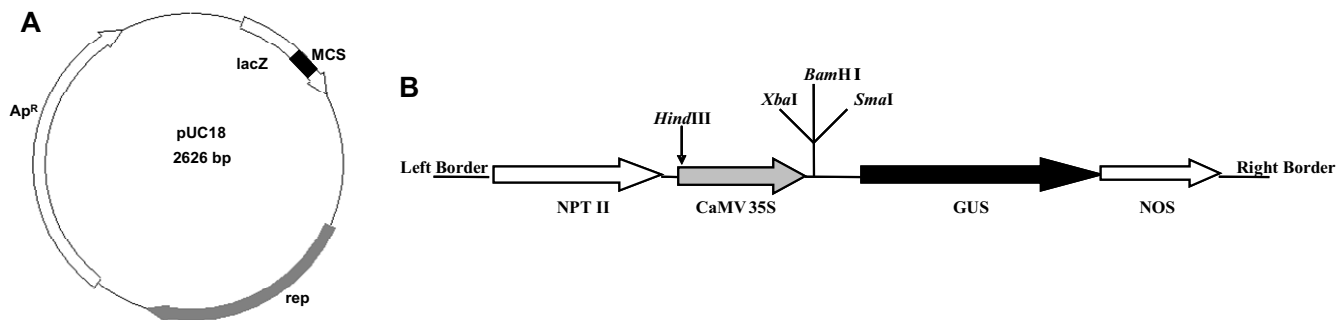 A
MCS
lacZ
Ap^R
pUC18
2626 bp
rep
B
BamH I
XbaI
SmaI
HindIII
Left Border
Right Border
NPT II
CaMV 35S
GUS
NOS